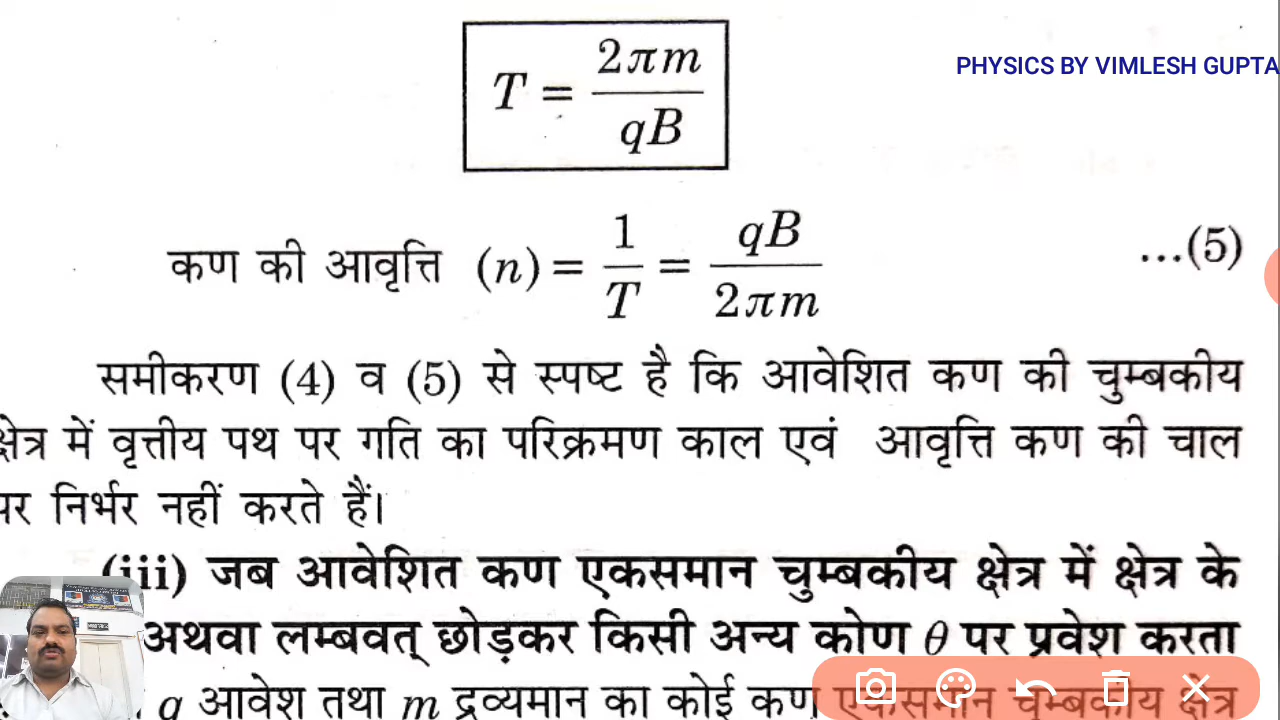 PHYSICS BY VIMLESH GUPTA
T = 2πm / qB
कण की आवृत्ति (n) = 1/T = qB / 2πm ...(5)
समीकरण (4) व (5) से स्पष्ट है कि आवेशित कण की चुम्बकीय
क्षेत्र में वृत्तीय पथ पर गति का परिक्रमण काल एवं आवृत्ति कण की चाल
पर निर्भर नहीं करते हैं।
(iii) जब आवेशित कण एकसमान चुम्बकीय क्षेत्र में क्षेत्र के
अथवा लम्बवत् छोड़कर किसी अन्य कोण θ पर प्रवेश करता
q आवेश तथा m द्रव्यमान का कोई कण एकसमान चुम्बकीय क्षेत्र